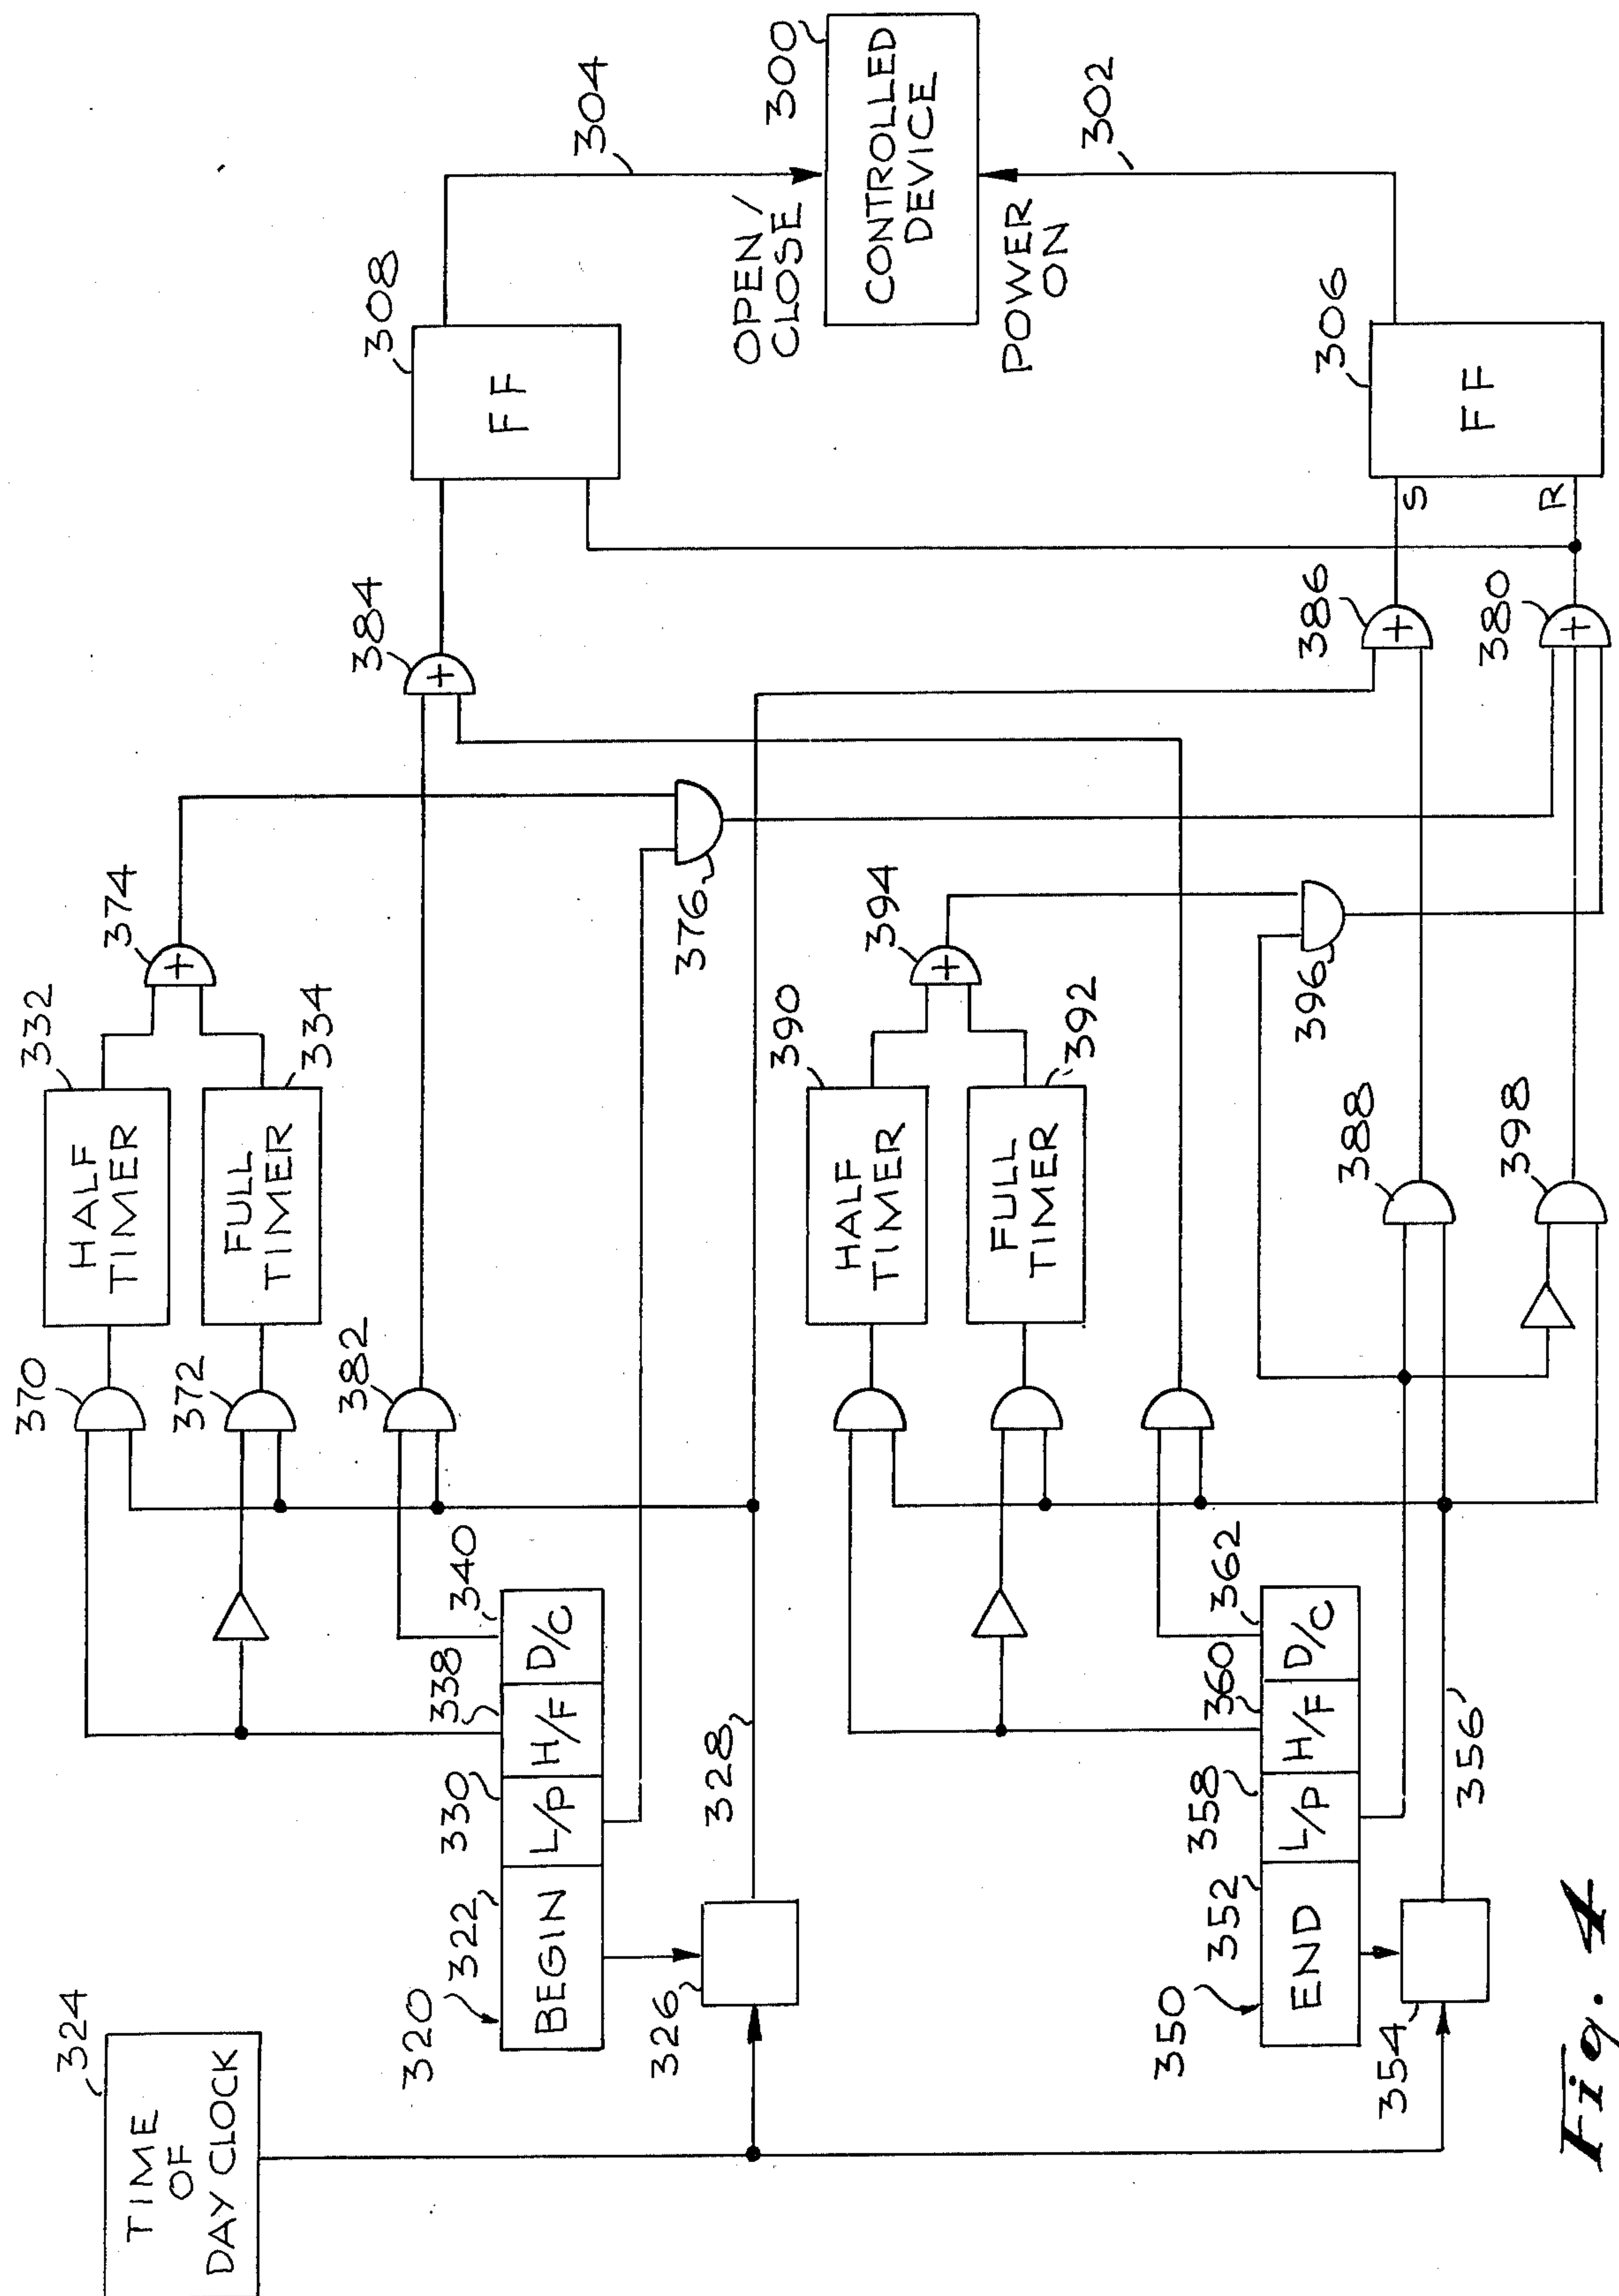 324
TIME
OF
DAY CLOCK
320
322
BEGIN
330
L/P
338
H/F
340
D/C
326
328
370
372
382
332
HALF
TIMER
334
FULL
TIMER
374
376
384
308
FF
304
OPEN/
CLOSE
300
CONTROLLED
DEVICE
POWER
ON
302
350
352
END
358
L/P
360
H/F
362
D/C
354
356
390
HALF
TIMER
392
FULL
TIMER
394
396
388
398
386
380
S
R
306
FF
Fig. 4